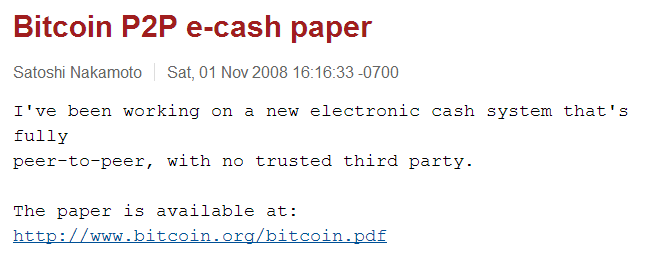 Bitcoin P2P e-cash paper
Satoshi Nakamoto Sat, 01 Nov 2008 16:16:33 -0700
I've been working on a new electronic cash system that's
fully
peer-to-peer, with no trusted third party.
The paper is available at:
http://www.bitcoin.org/bitcoin.pdf